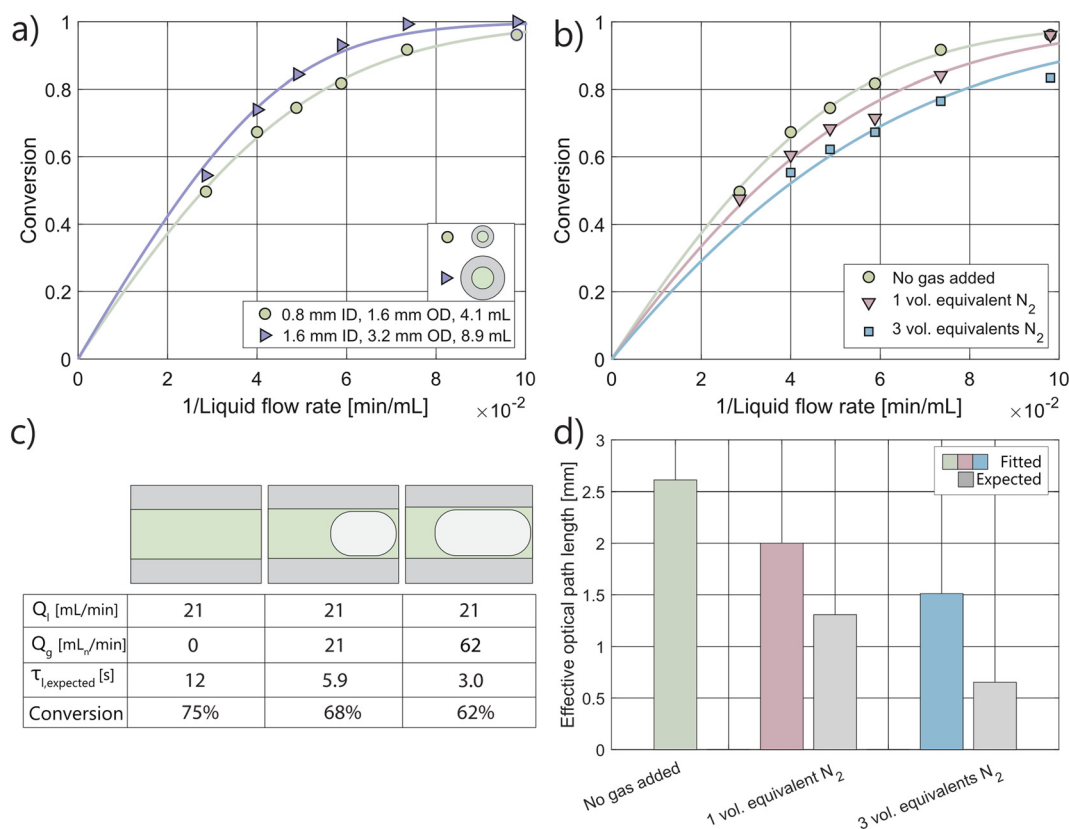 a)
Conversion
1
0.8
0.6
0.4
0.2
0
0 2 4 6 8 10
1/Liquid flow rate [min/mL]
×10⁻²
0.8 mm ID, 1.6 mm OD, 4.1 mL
1.6 mm ID, 3.2 mm OD, 8.9 mL
b)
Conversion
1
0.8
0.6
0.4
0.2
0
0 2 4 6 8 10
1/Liquid flow rate [min/mL]
×10⁻²
No gas added
1 vol. equivalent N₂
3 vol. equivalents N₂
c)
Qₗ [mL/min] 21 21 21
Q₉ [mLₙ/min] 0 21 62
τₗ,expected [s] 12 5.9 3.0
Conversion 75% 68% 62%
d)
Effective optical path length [mm]
3
2.5
2
1.5
1
0.5
0
Fitted
Expected
No gas added
1 vol. equivalent N₂
3 vol. equivalents N₂